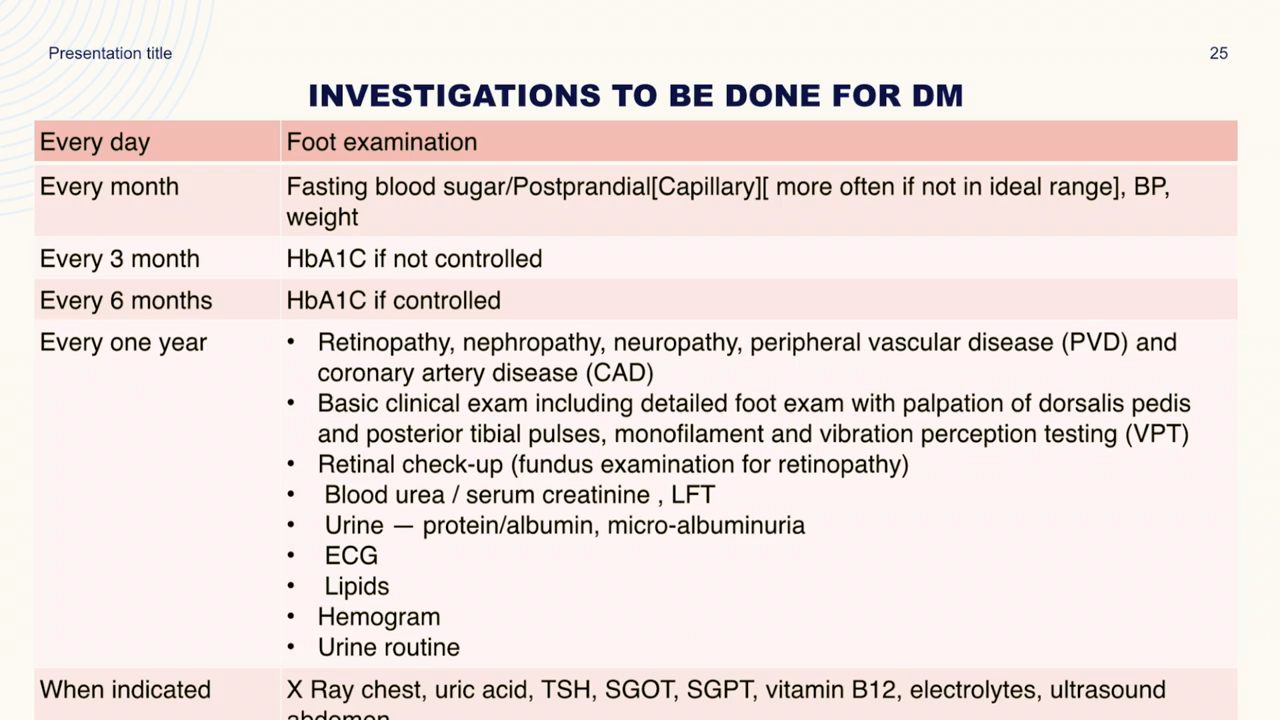 Presentation title
25
INVESTIGATIONS TO BE DONE FOR DM
Every day
Foot examination
Every month
Fasting blood sugar/Postprandial[Capillary][ more often if not in ideal range], BP,
weight
Every 3 month
HbA1C if not controlled
Every 6 months
HbA1C if controlled
Every one year
• Retinopathy, nephropathy, neuropathy, peripheral vascular disease (PVD) and
coronary artery disease (CAD)
• Basic clinical exam including detailed foot exam with palpation of dorsalis pedis
and posterior tibial pulses, monofilament and vibration perception testing (VPT)
• Retinal check-up (fundus examination for retinopathy)
• Blood urea / serum creatinine , LFT
• Urine — protein/albumin, micro-albuminuria
• ECG
• Lipids
• Hemogram
• Urine routine
When indicated
X Ray chest, uric acid, TSH, SGOT, SGPT, vitamin B12, electrolytes, ultrasound
abdomen